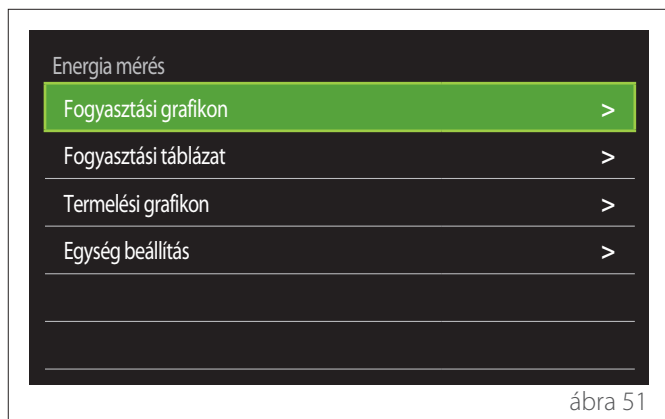 Energia mérés
Fogyasztási grafikon >
Fogyasztási táblázat >
Termelési grafikon >
Egység beállítás >
ábra 51